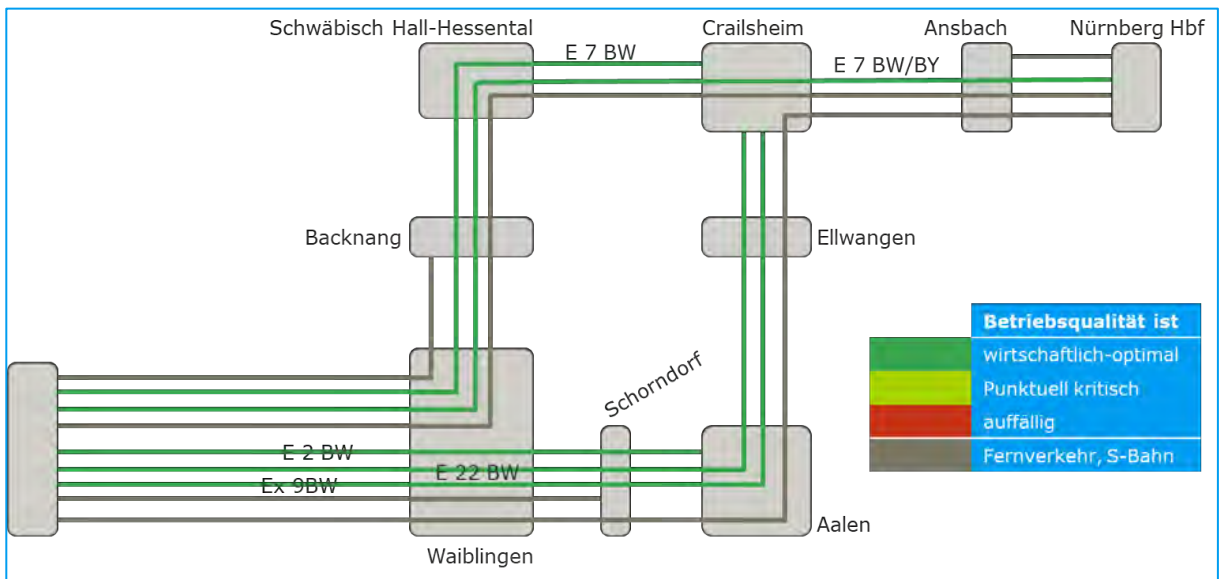 Schwäbisch Hall-Hessental
Crailsheim
Ansbach
Nürnberg Hbf
E 7 BW
E 7 BW/BY
Backnang
Ellwangen
Betriebsqualität ist
wirtschaftlich-optimal
Punktuell kritisch
auffällig
Fernverkehr, S-Bahn
Schorndorf
E 2 BW
E 22 BW
Ex 9BW
Aalen
Waiblingen